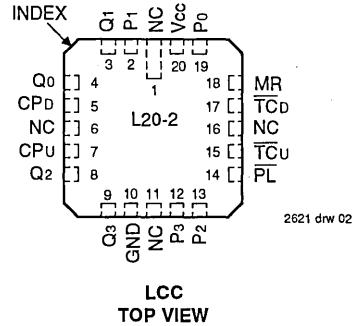 INDEX
Q1 P1 NC Vcc P0
3 2 20 19
1
Q0 4 18 MR
CPD 5 17 TCD
NC 6 L20-2 16 NC
CPU 7 15 TCU
Q2 8 14 PL
9 10 11 12 13
Q3 GND NC P3 P2
2621 drw 02
LCC
TOP VIEW